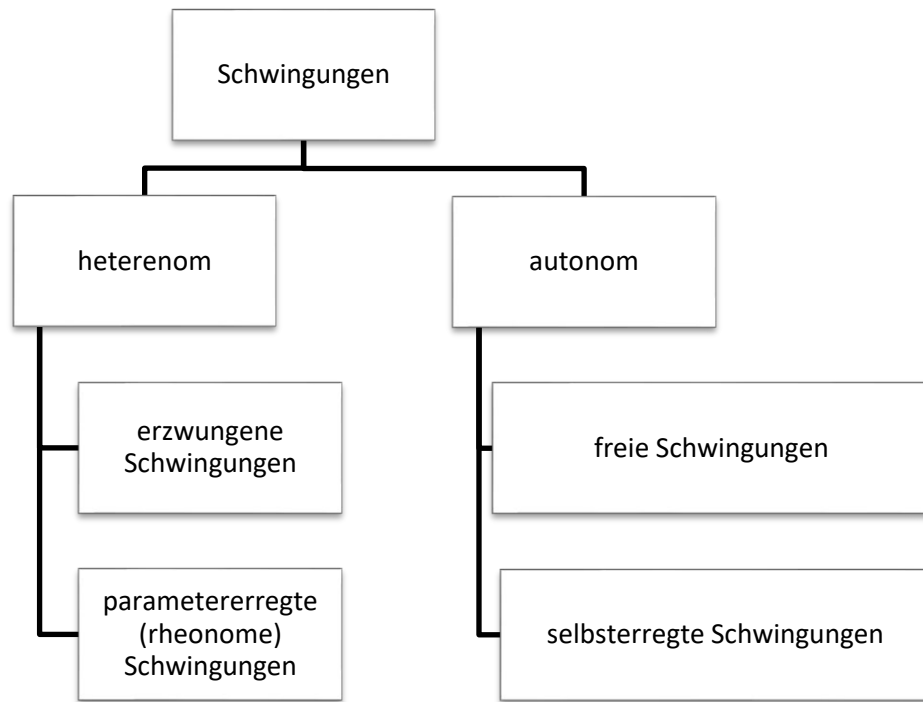 Schwingungen
heterenom
autonom
erzwungene
Schwingungen
freie Schwingungen
parametererregte
(rheonome)
Schwingungen
selbsterregte Schwingungen